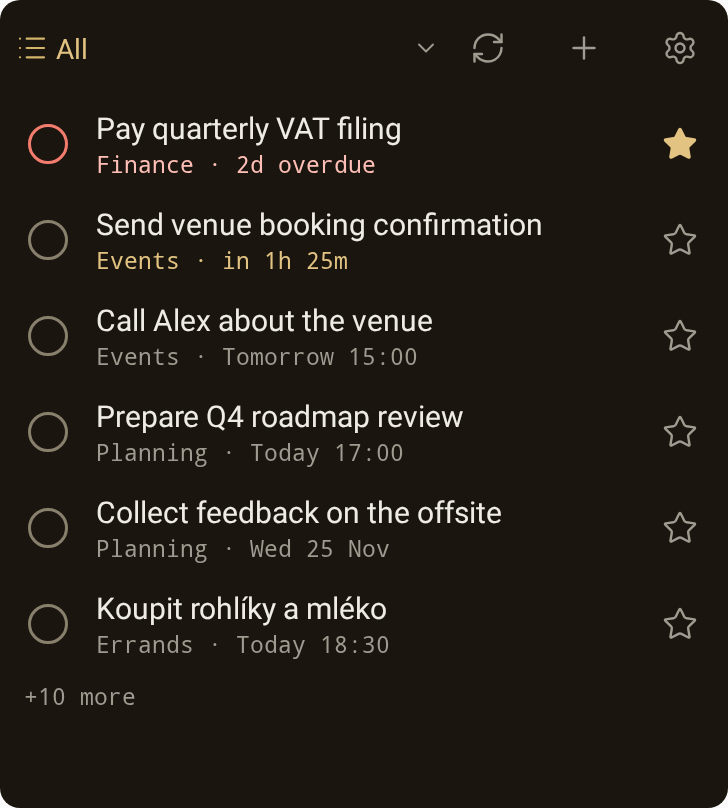 All
Pay quarterly VAT filing
Finance · 2d overdue
Send venue booking confirmation
Events · in 1h 25m
Call Alex about the venue
Events · Tomorrow 15:00
Prepare Q4 roadmap review
Planning · Today 17:00
Collect feedback on the offsite
Planning · Wed 25 Nov
Koupit rohlíky a mléko
Errands · Today 18:30
+10 more